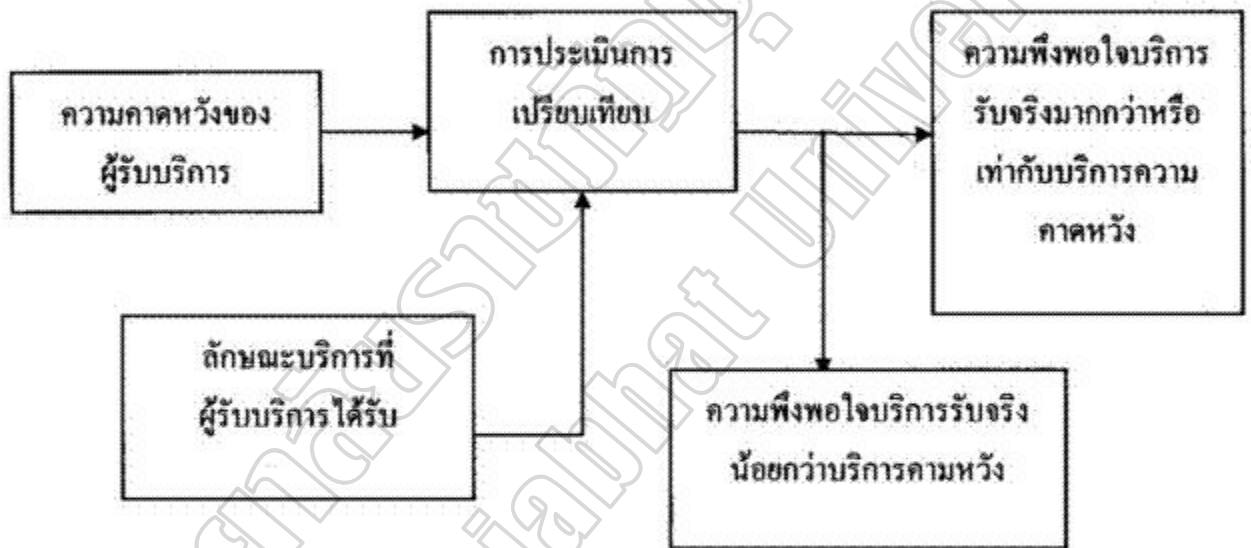 ความคาดหวังของ
ผู้รับบริการ
การประเมินการ
เปรียบเทียบ
ความพึงพอใจบริการ
รับจริงมากกว่าหรือ
เท่ากับบริการความ
คาดหวัง
ลักษณะบริการที่
ผู้รับบริการได้รับ
ความพึงพอใจบริการรับจริง
น้อยกว่าบริการคามหวัง